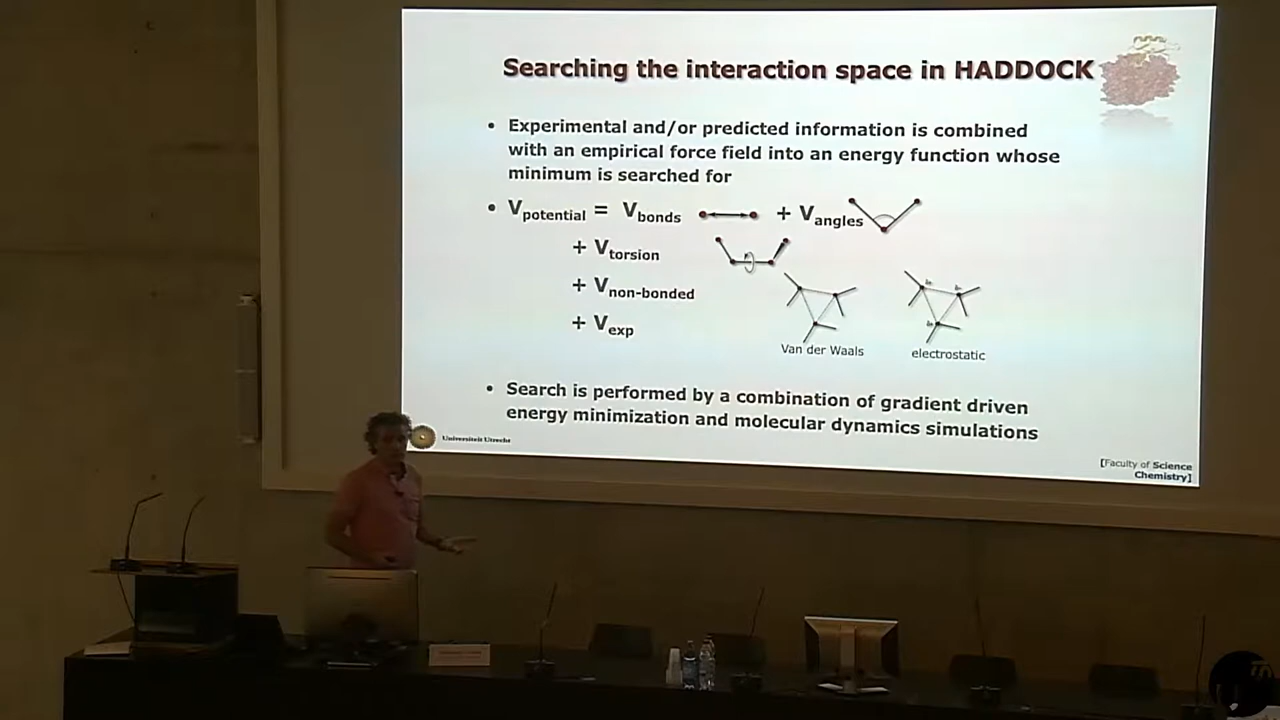 Searching the interaction space in HADDOCK
• Experimental and/or predicted information is combined
with an empirical force field into an energy function whose
minimum is searched for
• Vpotential = Vbonds + Vangles
+ Vtorsion
+ Vnon-bonded
+ Vexp
Van der Waals electrostatic
• Search is performed by a combination of gradient driven
energy minimization and molecular dynamics simulations
Universiteit Utrecht
[Faculty of Science
Chemistry]